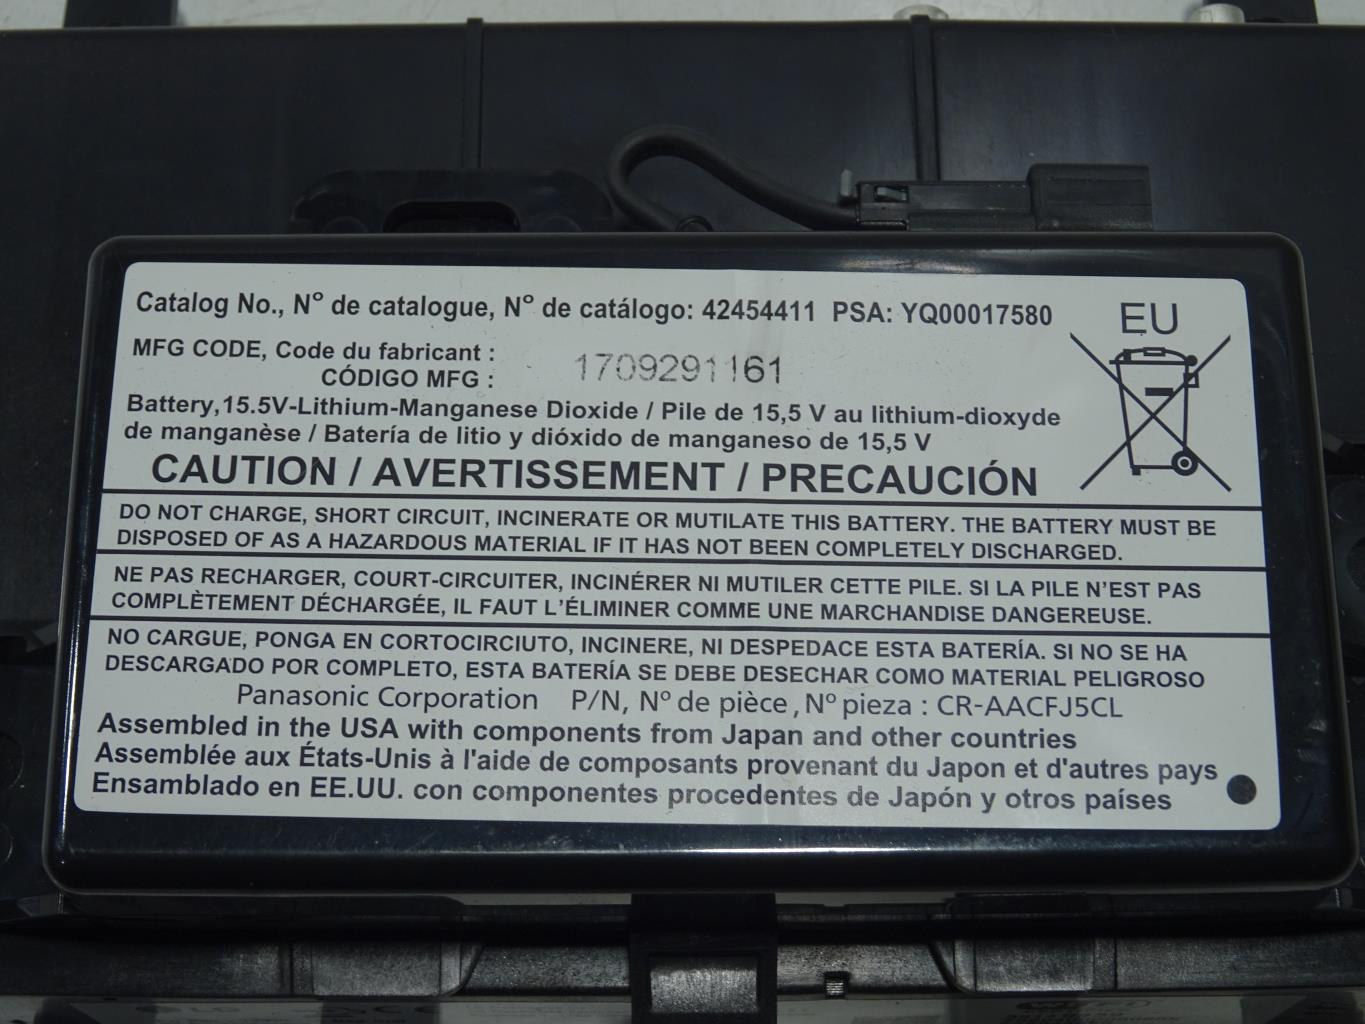 Catalog No., N° de catalogue, N° de catálogo: 42454411 PSA: YQ00017580
EU
MFG CODE, Code du fabricant :
CÓDIGO MFG :
1709291161
Battery,15.5V-Lithium-Manganese Dioxide / Pile de 15,5 V au lithium-dioxyde
de manganèse / Batería de litio y dióxido de manganeso de 15,5 V
CAUTION / AVERTISSEMENT / PRECAUCIÓN
DO NOT CHARGE, SHORT CIRCUIT, INCINERATE OR MUTILATE THIS BATTERY. THE BATTERY MUST BE
DISPOSED OF AS A HAZARDOUS MATERIAL IF IT HAS NOT BEEN COMPLETELY DISCHARGED.
NE PAS RECHARGER, COURT-CIRCUITER, INCINÉRER NI MUTILER CETTE PILE. SI LA PILE N'EST PAS
COMPLÈTEMENT DÉCHARGÉE, IL FAUT L'ÉLIMINER COMME UNE MARCHANDISE DANGEREUSE.
NO CARGUE, PONGA EN CORTOCIRCIUTO, INCINERE, NI DESPEDACE ESTA BATERÍA. SI NO SE HA
DESCARGADO POR COMPLETO, ESTA BATERÍA SE DEBE DESECHAR COMO MATERIAL PELIGROSO
Panasonic Corporation P/N, N° de pièce, N° pieza : CR-AACFJ5CL
Assembled in the USA with components from Japan and other countries
Assemblée aux États-Unis à l'aide de composants provenant du Japon et d'autres pays
Ensamblado en EE.UU. con componentes procedentes de Japón y otros países
LG